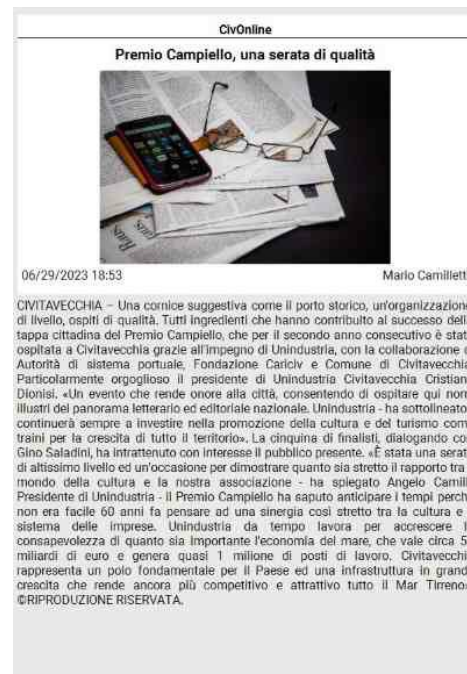 CivOnline
Premio Campiello, una serata di qualità
06/29/2023 18:53 Mario Camillett
CIVITAVECCHIA – Una cornice suggestiva come il porto storico, un'organizzazione
di livello, ospiti di qualità. Tutti ingredienti che hanno contribuito al successo dell
tappa cittadina del Premio Campiello, che per il secondo anno consecutivo è stat
ospitata a Civitavecchia grazie all'impegno di Unindustria, con la collaborazione d
Autorità di sistema portuale, Fondazione Cariciv e Comune di Civitavecchia
Particolarmente orgoglioso il presidente di Unindustria Civitavecchia Cristian
Dionisi. «Un evento che rende onore alla città, consentendo di ospitare qui nom
illustri del panorama letterario ed editoriale nazionale. Unindustria - ha sottolineato
continuerà sempre a investire nella promozione della cultura e del turismo com
traini per la crescita di tutto il territorio». La cinquina di finalisti, dialogando co
Gino Saladini, ha intrattenuto con interesse il pubblico presente. «È stata una serat
di altissimo livello ed un'occasione per dimostrare quanto sia stretto il rapporto tra
mondo della cultura e la nostra associazione - ha spiegato Angelo Camill
Presidente di Unindustria - il Premio Campiello ha saputo anticipare i tempi perch
non era facile 60 anni fa pensare ad una sinergia così stretto tra la cultura e
sistema delle imprese. Unindustria da tempo lavora per accrescere l
consapevolezza di quanto sia importante l'economia del mare, che vale circa 5
miliardi di euro e genera quasi 1 milione di posti di lavoro. Civitavecchi
rappresenta un polo fondamentale per il Paese ed una infrastruttura in grand
crescita che rende ancora più competitivo e attrattivo tutto il Mar Tirreno»
©RIPRODUZIONE RISERVATA.